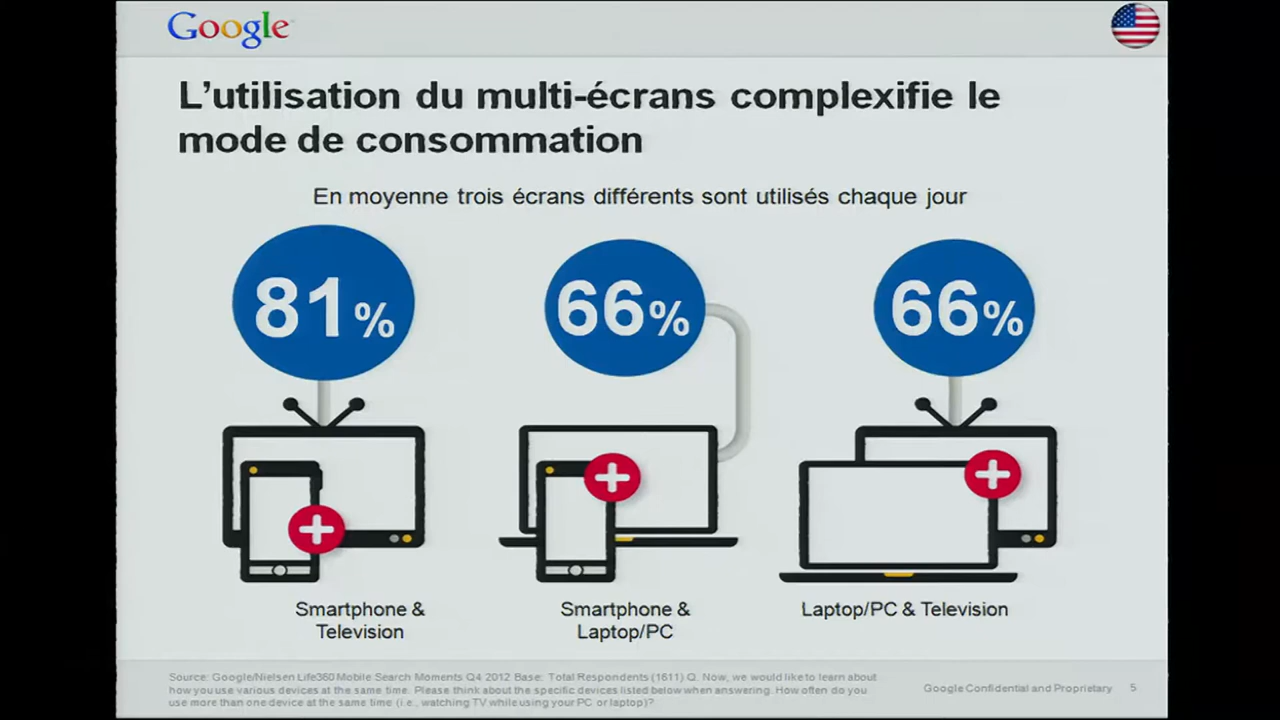 Google
L'utilisation du multi-écrans complexifie le
mode de consommation
En moyenne trois écrans différents sont utilisés chaque jour
81%
66%
66%
Smartphone &
Television
Smartphone &
Laptop/PC
Laptop/PC & Television
Source: Google/Nielsen Life360 Mobile Search Moments Q4 2012 Base: Total Respondents (1611) Q. Now, we would like to learn about
how you use various devices at the same time. Please think about the specific devices listed below when answering. How often do you
use more than one device at the same time (i.e., watching TV while using your PC or laptop)?
Google Confidential and Proprietary 5